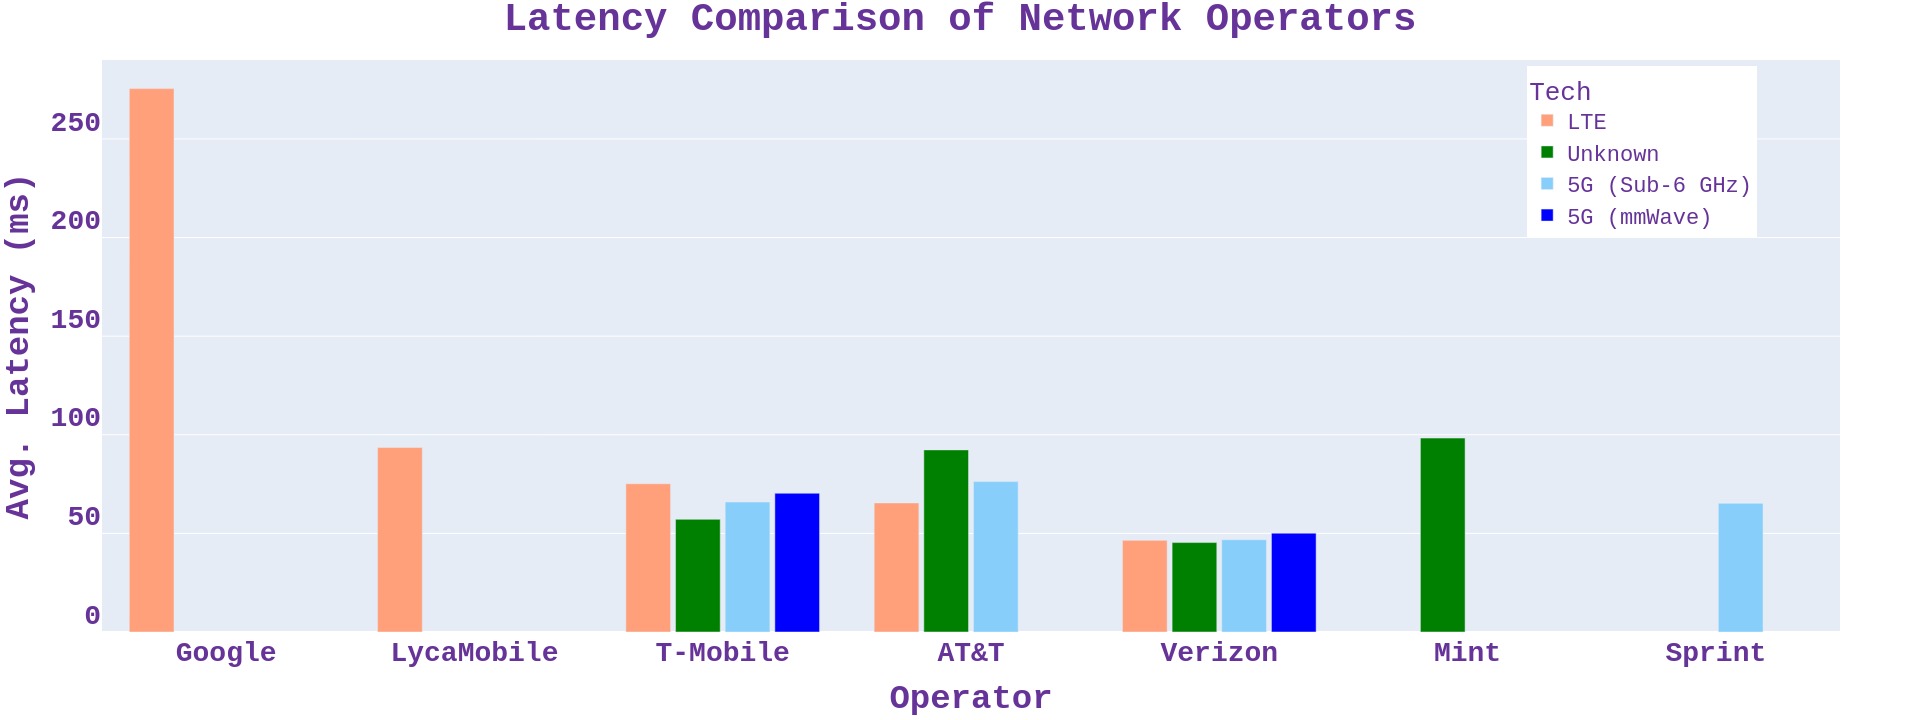 Latency Comparison of Network Operators
Avg. Latency (ms)
250
200
150
100
50
0
Tech
LTE
Unknown
5G (Sub-6 GHz)
5G (mmWave)
Google LycaMobile T-Mobile AT&T Verizon Mint Sprint
Operator